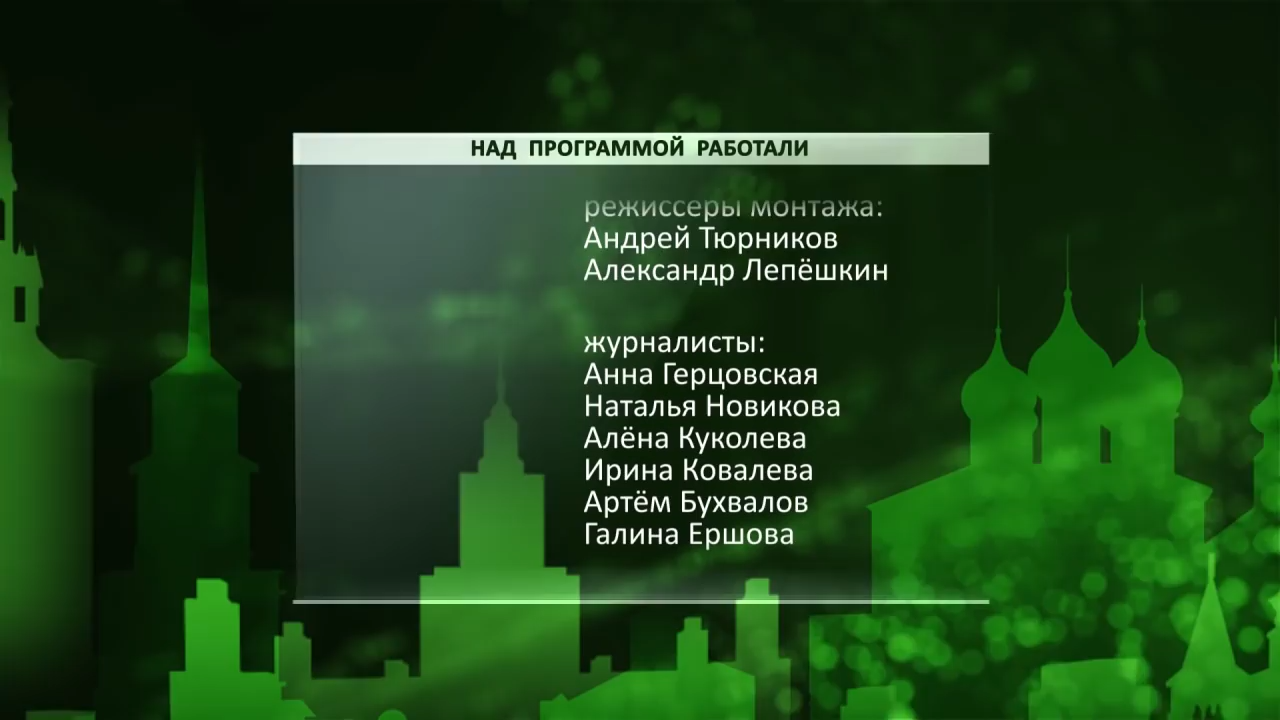 НАД ПРОГРАММОЙ РАБОТАЛИ
режиссеры монтажа:
Андрей Тюрников
Александр Лепёшкин
журналисты:
Анна Герцовская
Наталья Новикова
Алёна Куколева
Ирина Ковалева
Артём Бухвалов
Галина Ершова